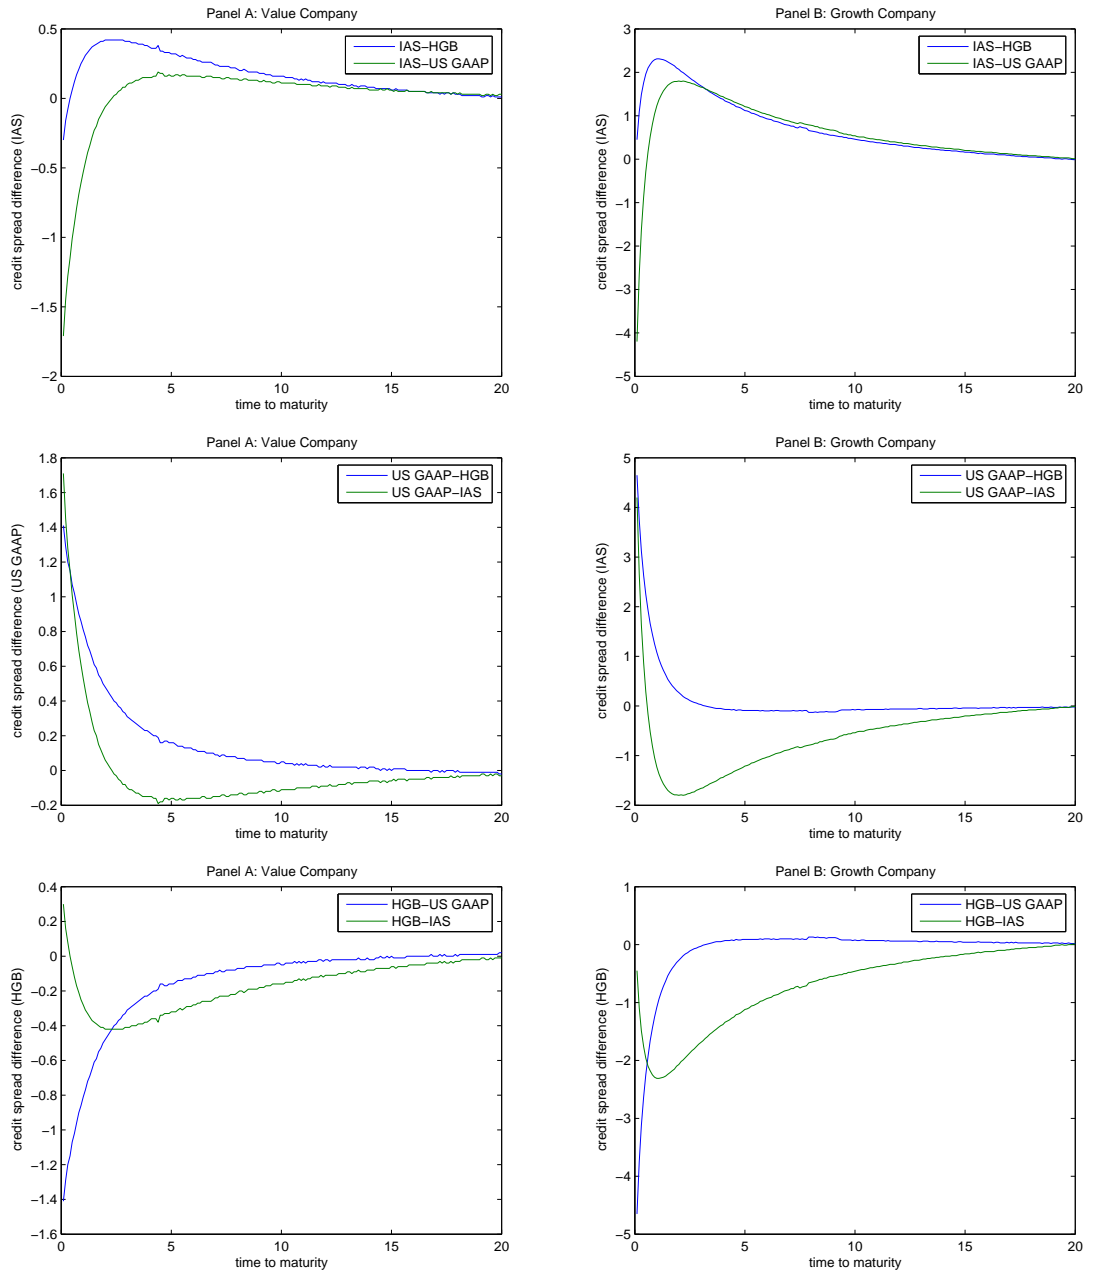 Panel A: Value Company
0.5
0
−0.5
−1
−1.5
−2
0 5 10 15 20
credit spread difference (IAS)
time to maturity
IAS−HGB
IAS−US GAAP
Panel B: Growth Company
3
2
1
0
−1
−2
−3
−4
−5
0 5 10 15 20
credit spread difference (IAS)
time to maturity
IAS−HGB
IAS−US GAAP
Panel A: Value Company
1.8
1.6
1.4
1.2
1
0.8
0.6
0.4
0.2
0
−0.2
0 5 10 15 20
credit spread difference (US GAAP)
time to maturity
US GAAP−HGB
US GAAP−IAS
Panel B: Growth Company
5
4
3
2
1
0
−1
−2
0 5 10 15 20
credit spread difference (IAS)
time to maturity
US GAAP−HGB
US GAAP−IAS
Panel A: Value Company
0.4
0.2
0
−0.2
−0.4
−0.6
−0.8
−1
−1.2
−1.4
−1.6
0 5 10 15 20
credit spread difference (HGB)
time to maturity
HGB−US GAAP
HGB−IAS
Panel B: Growth Company
1
0
−1
−2
−3
−4
−5
0 5 10 15 20
credit spread difference (HGB)
time to maturity
HGB−US GAAP
HGB−IAS